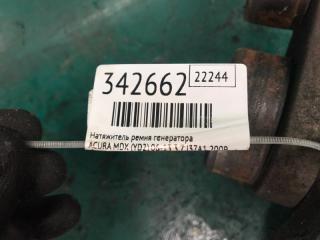 342662 22244
Натяжитель ремня генератора
ACURA MDX (YD2) 06-13 3.7 J37A1 2009